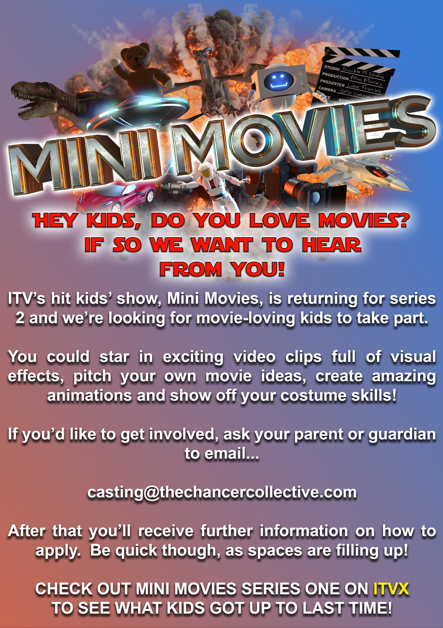 STUDIO
PRODUCTION Mini Movies
PRESENTER
CAMERA
MINI MOVIES
HEY KIDS, DO YOU LOVE MOVIES?
IF SO WE WANT TO HEAR
FROM YOU!
ITV's hit kids' show, Mini Movies, is returning for series
2 and we're looking for movie-loving kids to take part.
You could star in exciting video clips full of visual
effects, pitch your own movie ideas, create amazing
animations and show off your costume skills!
If you'd like to get involved, ask your parent or guardian
to email...
casting@thechancercollective.com
After that you'll receive further information on how to
apply. Be quick though, as spaces are filling up!
CHECK OUT MINI MOVIES SERIES ONE ON ITVX
TO SEE WHAT KIDS GOT UP TO LAST TIME!